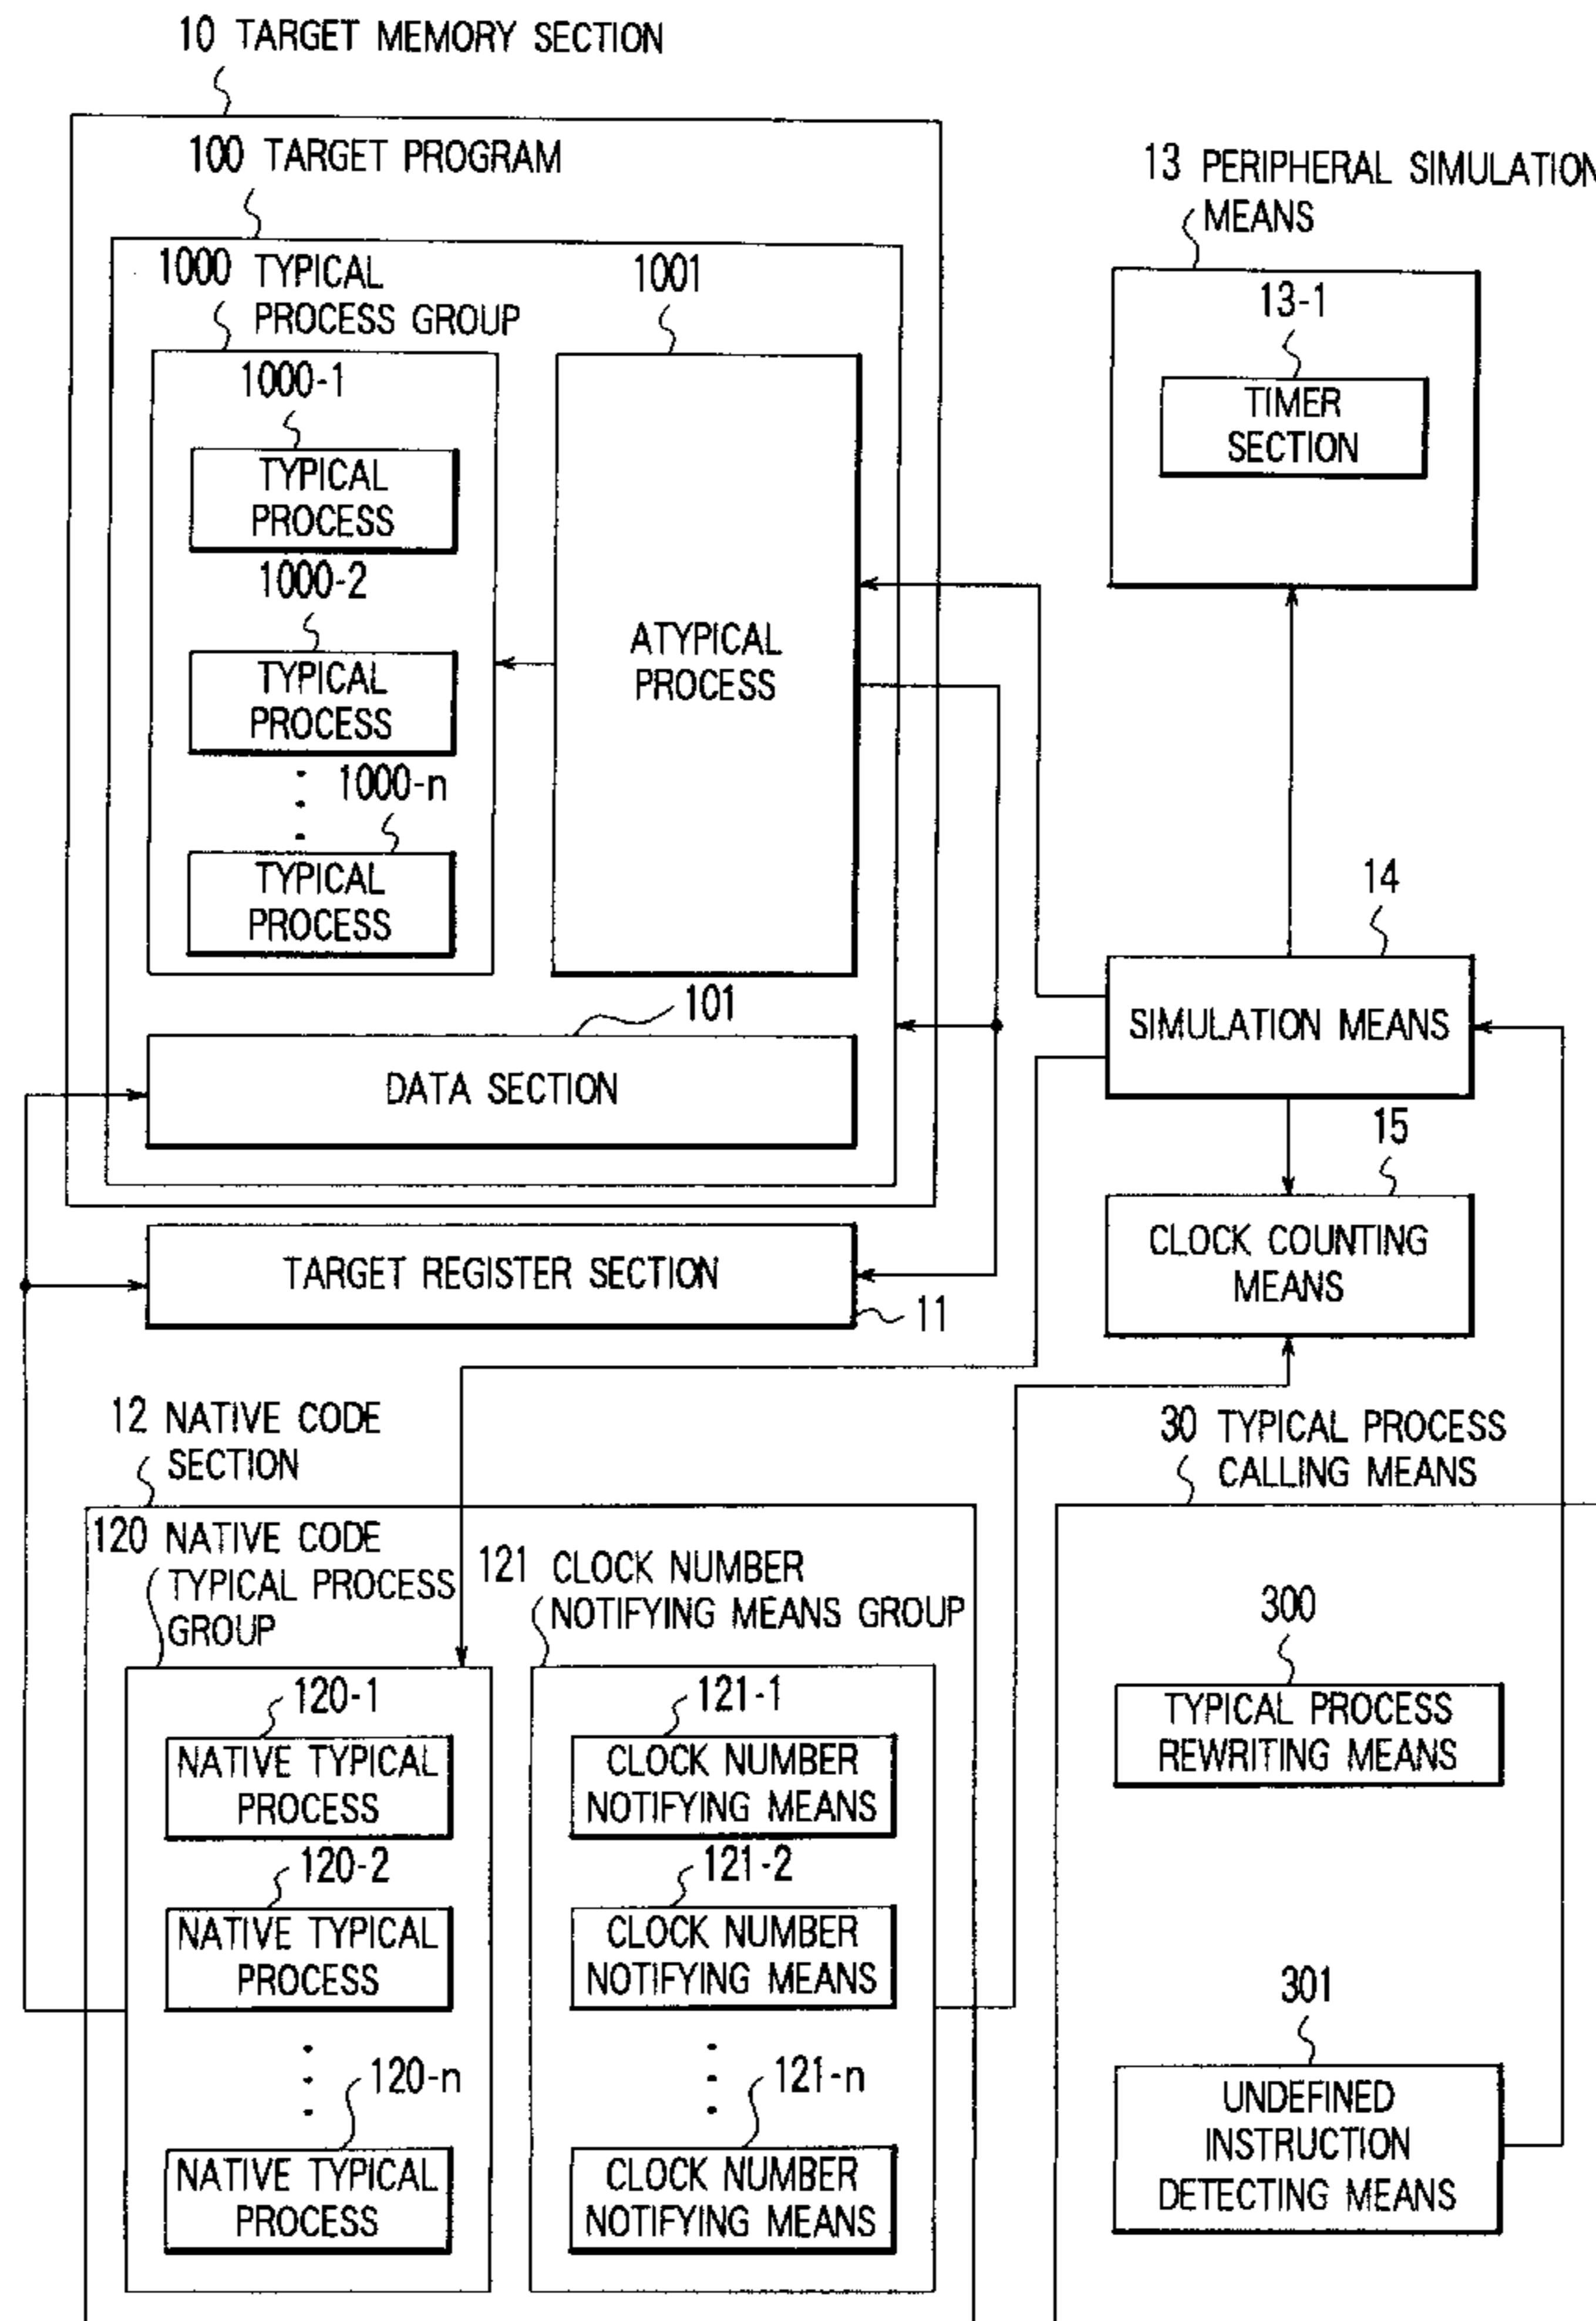 10 TARGET MEMORY SECTION
100 TARGET PROGRAM
1000 TYPICAL
PROCESS GROUP
1001
1000-1
TYPICAL
PROCESS
1000-2
TYPICAL
PROCESS
1000-n
TYPICAL
PROCESS
ATYPICAL
PROCESS
101
DATA SECTION
TARGET REGISTER SECTION
11
13 PERIPHERAL SIMULATION
MEANS
13-1
TIMER
SECTION
14
SIMULATION MEANS
15
CLOCK COUNTING
MEANS
12 NATIVE CODE
SECTION
120 NATIVE CODE
TYPICAL PROCESS
GROUP
120-1
NATIVE TYPICAL
PROCESS
120-2
NATIVE TYPICAL
PROCESS
120-n
NATIVE TYPICAL
PROCESS
121 CLOCK NUMBER
NOTIFYING MEANS GROUP
121-1
CLOCK NUMBER
NOTIFYING MEANS
121-2
CLOCK NUMBER
NOTIFYING MEANS
121-n
CLOCK NUMBER
NOTIFYING MEANS
30 TYPICAL PROCESS
CALLING MEANS
300
TYPICAL PROCESS
REWRITING MEANS
301
UNDEFINED
INSTRUCTION
DETECTING MEANS